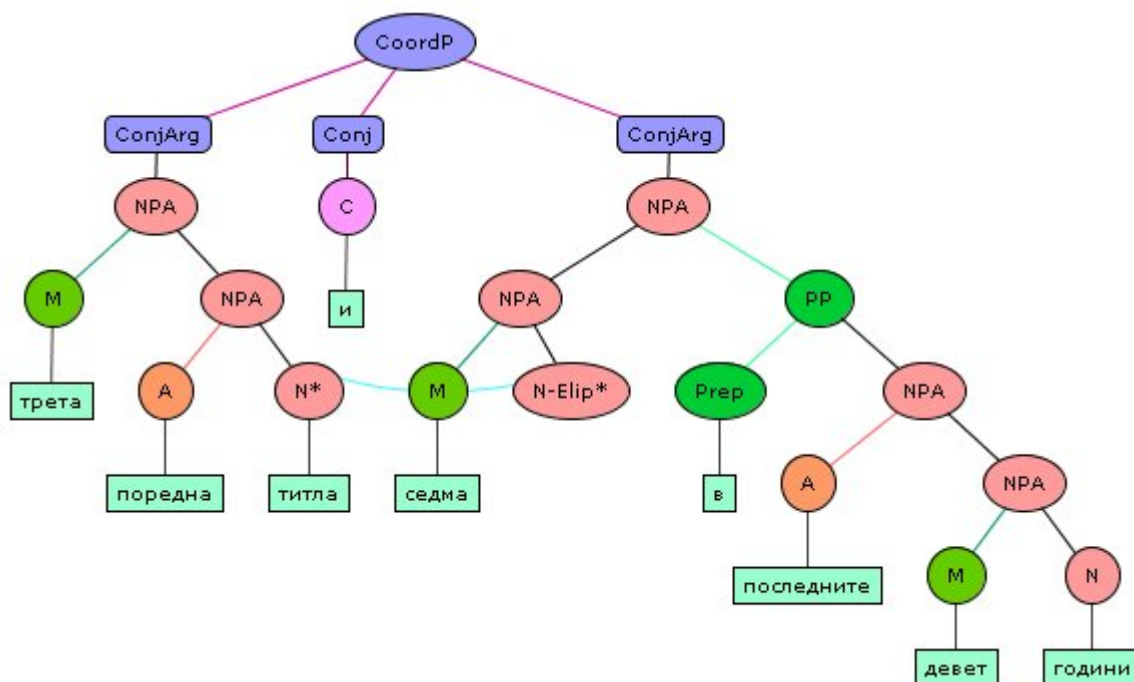 CoordP
ConjArg Conj ConjArg
NPA C NPA
M NPA и NPA PP
трета A N* M N-Elip* Prep NPA
поредна титла седма в A NPA
последните M N
девет години